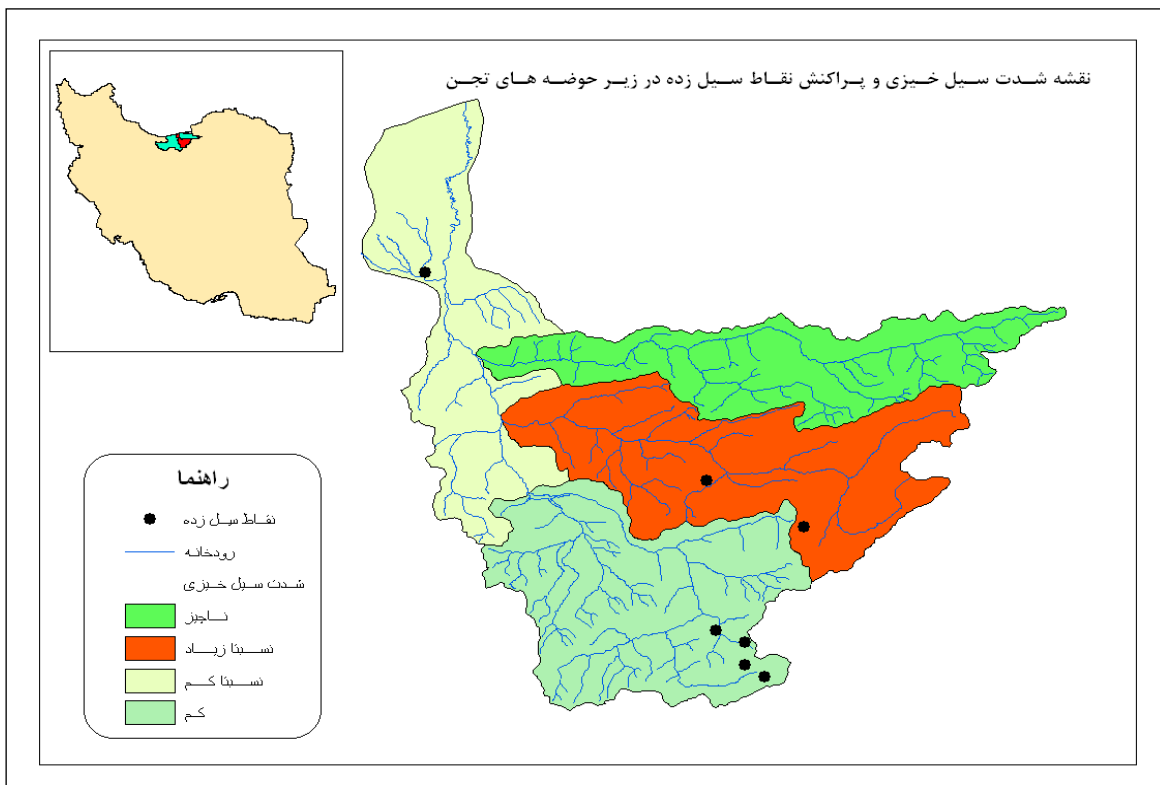 نقشه شدت سیل خیزی و پراکنش نقاط سیل زده در زیر حوضه های تجن
راهنما
نقاط سیل زده
رودخانه
شدت سیل خیزی
ناچیز
نسبتا زیاد
نسبتا کم
کم